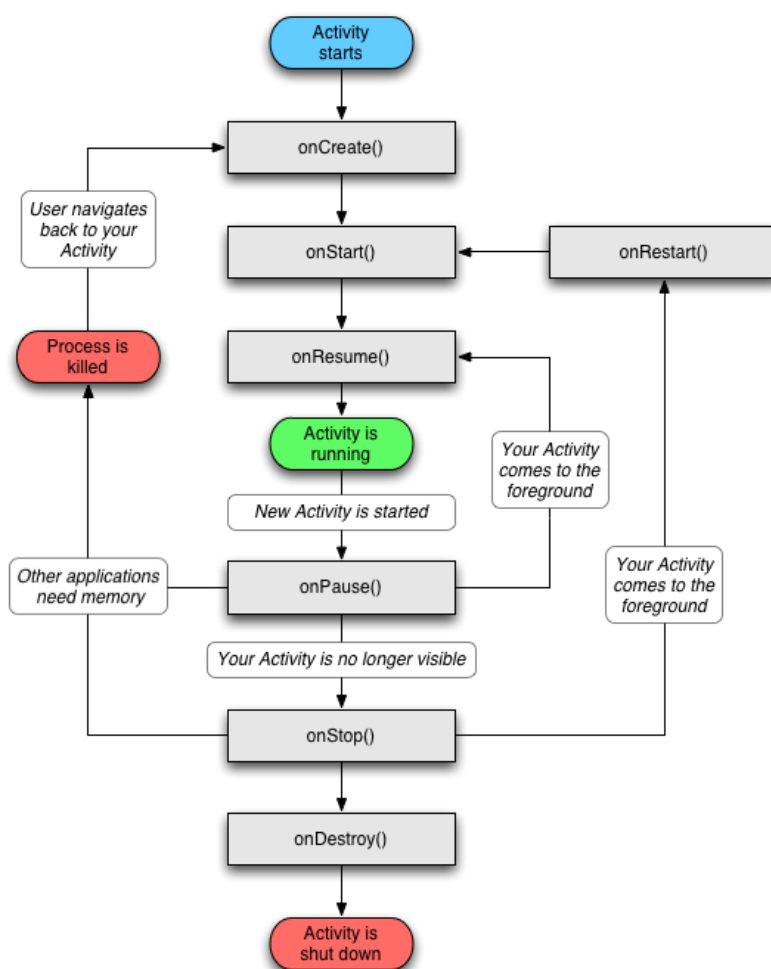 Activity
starts
onCreate()
User navigates
back to your
Activity
onStart()
onRestart()
Process is
killed
onResume()
Activity is
running
Your Activity
comes to the
foreground
New Activity is started
Other applications
need memory
onPause()
Your Activity
comes to the
foreground
Your Activity is no longer visible
onStop()
onDestroy()
Activity is
shut down